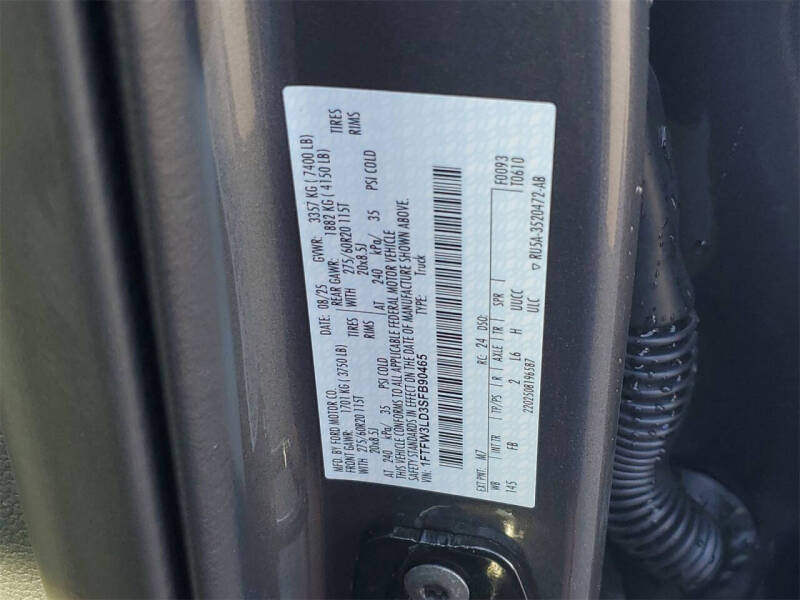 MFD. BY FORD MOTOR CO.
DATE: 08/25 GVWR: 3357 KG ( 7400 LB)
FRONT GAWR: 1701 KG ( 3750 LB) REAR GAWR: 1882 KG ( 4150 LB)
WITH 275/60R20 115T TIRES WITH 275/60R20 115T TIRES
20x8.5J RIMS 20x8.5J RIMS
AT 240 kPa/ 35 PSI COLD AT 240 kPa/ 35 PSI COLD
THIS VEHICLE CONFORMS TO ALL APPLICABLE FEDERAL MOTOR VEHICLE
SAFETY STANDARDS IN EFFECT ON THE DATE OF MANUFACTURE SHOWN ABOVE.
VIN: 1FTFW3LD3SFB90465 TYPE: Truck
F0093
T0610
EXT PNT: M7 RC: 24 DSO:
WB INT TR TP/PS R AXLE TR SPR
145 FB 2 L6 H UUCC
2202508196587 ULC
▽ RU5A-3520472-AB